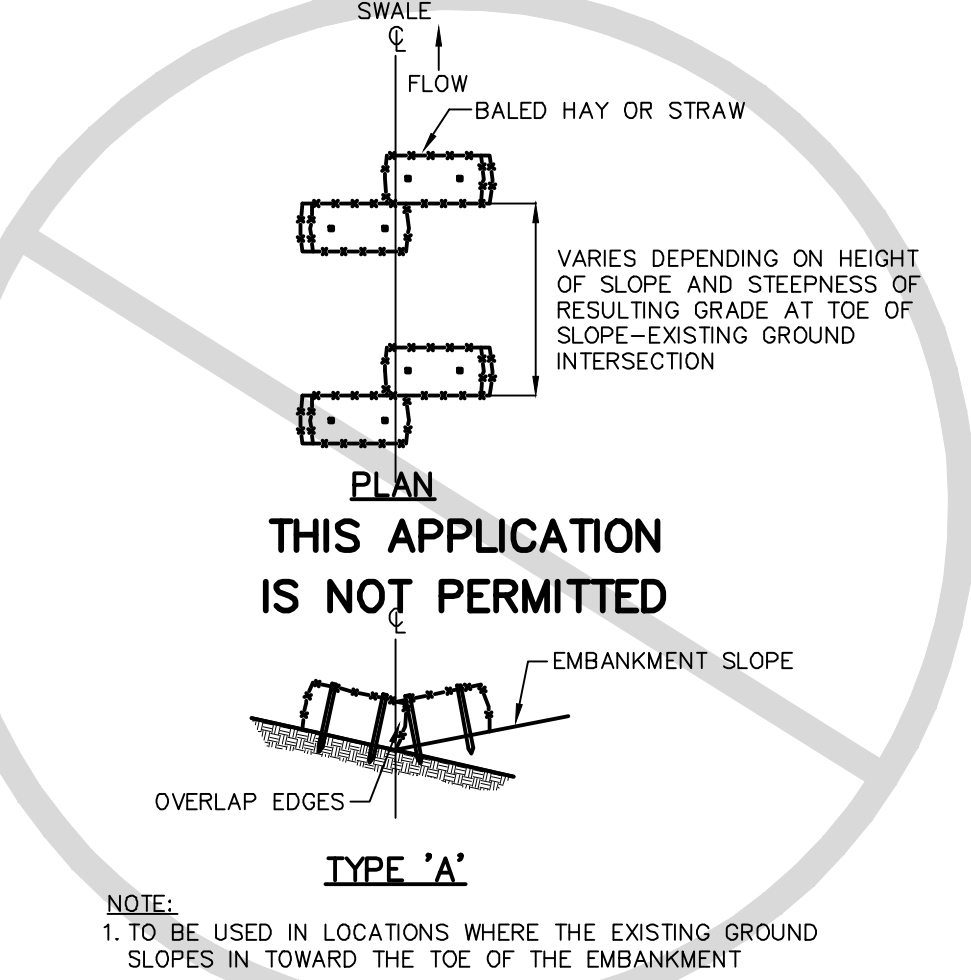 SWALE
℄
FLOW
BALED HAY OR STRAW
VARIES DEPENDING ON HEIGHT
OF SLOPE AND STEEPNESS OF
RESULTING GRADE AT TOE OF
SLOPE-EXISTING GROUND
INTERSECTION
PLAN
THIS APPLICATION
IS NOT PERMITTED
℄
EMBANKMENT SLOPE
OVERLAP EDGES
TYPE 'A'
NOTE:
1. TO BE USED IN LOCATIONS WHERE THE EXISTING GROUND
SLOPES IN TOWARD THE TOE OF THE EMBANKMENT